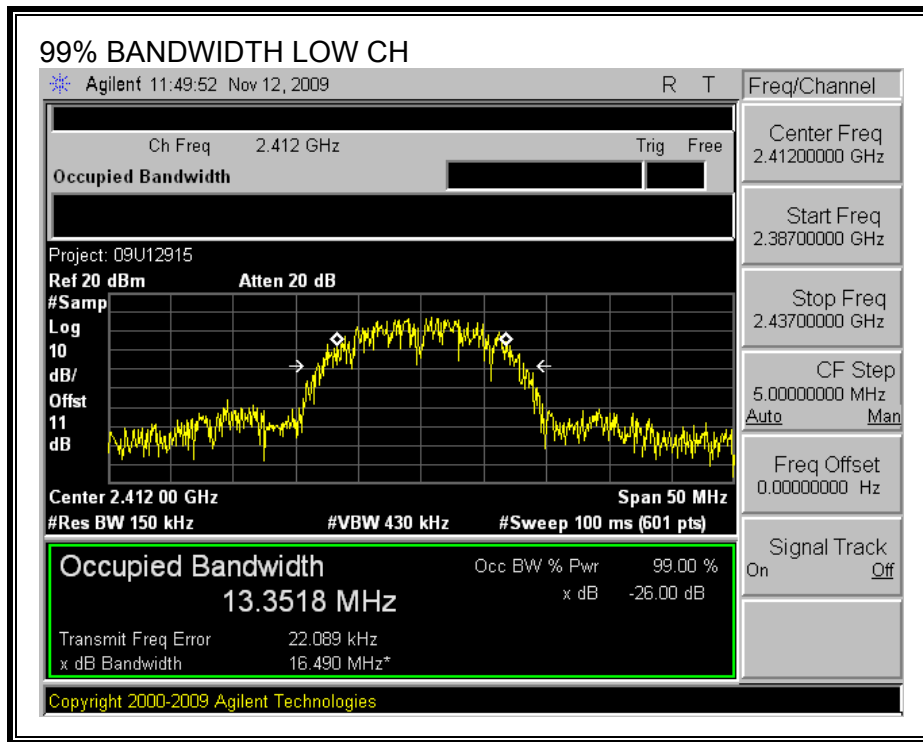 99% BANDWIDTH LOW CH
Agilent 11:49:52 Nov 12, 2009 R T
Freq/Channel
Ch Freq 2.412 GHz Trig Free
Occupied Bandwidth
Center Freq
2.41200000 GHz
Start Freq
2.38700000 GHz
Stop Freq
2.43700000 GHz
CF Step
5.00000000 MHz
Auto Man
Freq Offset
0.00000000 Hz
Signal Track
On Off
Project: 09U12915
Ref 20 dBm Atten 20 dB
#Samp
Log
10
dB/
Offst
11
dB
Center 2.412 00 GHz Span 50 MHz
#Res BW 150 kHz #VBW 430 kHz #Sweep 100 ms (601 pts)
Occupied Bandwidth Occ BW % Pwr 99.00 %
13.3518 MHz x dB -26.00 dB
Transmit Freq Error 22.089 kHz
x dB Bandwidth 16.490 MHz*
Copyright 2000-2009 Agilent Technologies